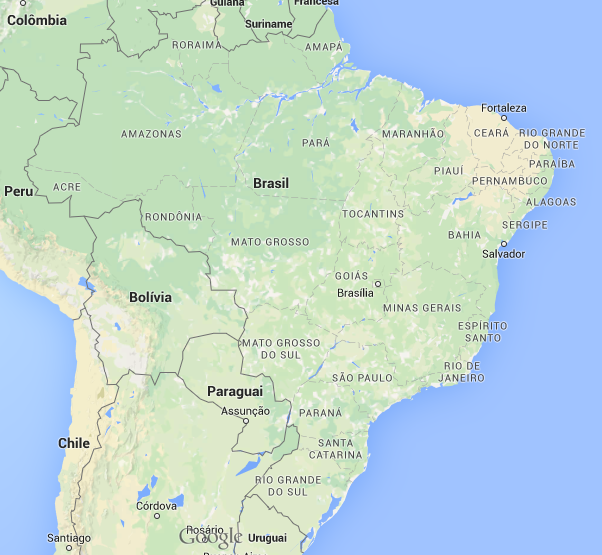 Guiana
Francesa
Colômbia
Suriname
RORAIMA
AMAPÁ
Fortaleza
AMAZONAS
PARÁ
MARANHÃO
CEARÁ
RIO GRANDE
DO NORTE
PARAÍBA
PIAUÍ
PERNAMBUCO
Peru
ACRE
Brasil
ALAGOAS
RONDÔNIA
TOCANTINS
SERGIPE
MATO GROSSO
BAHIA
Salvador
GOIÁS
Brasília
Bolívia
MINAS GERAIS
ESPÍRITO
SANTO
MATO GROSSO
DO SUL
RIO DE
JANEIRO
SÃO PAULO
Paraguai
Assunção
PARANÁ
Chile
SANTA
CATARINA
RIO GRANDE
DO SUL
Córdova
Rosário
Google
Uruguai
Santiago